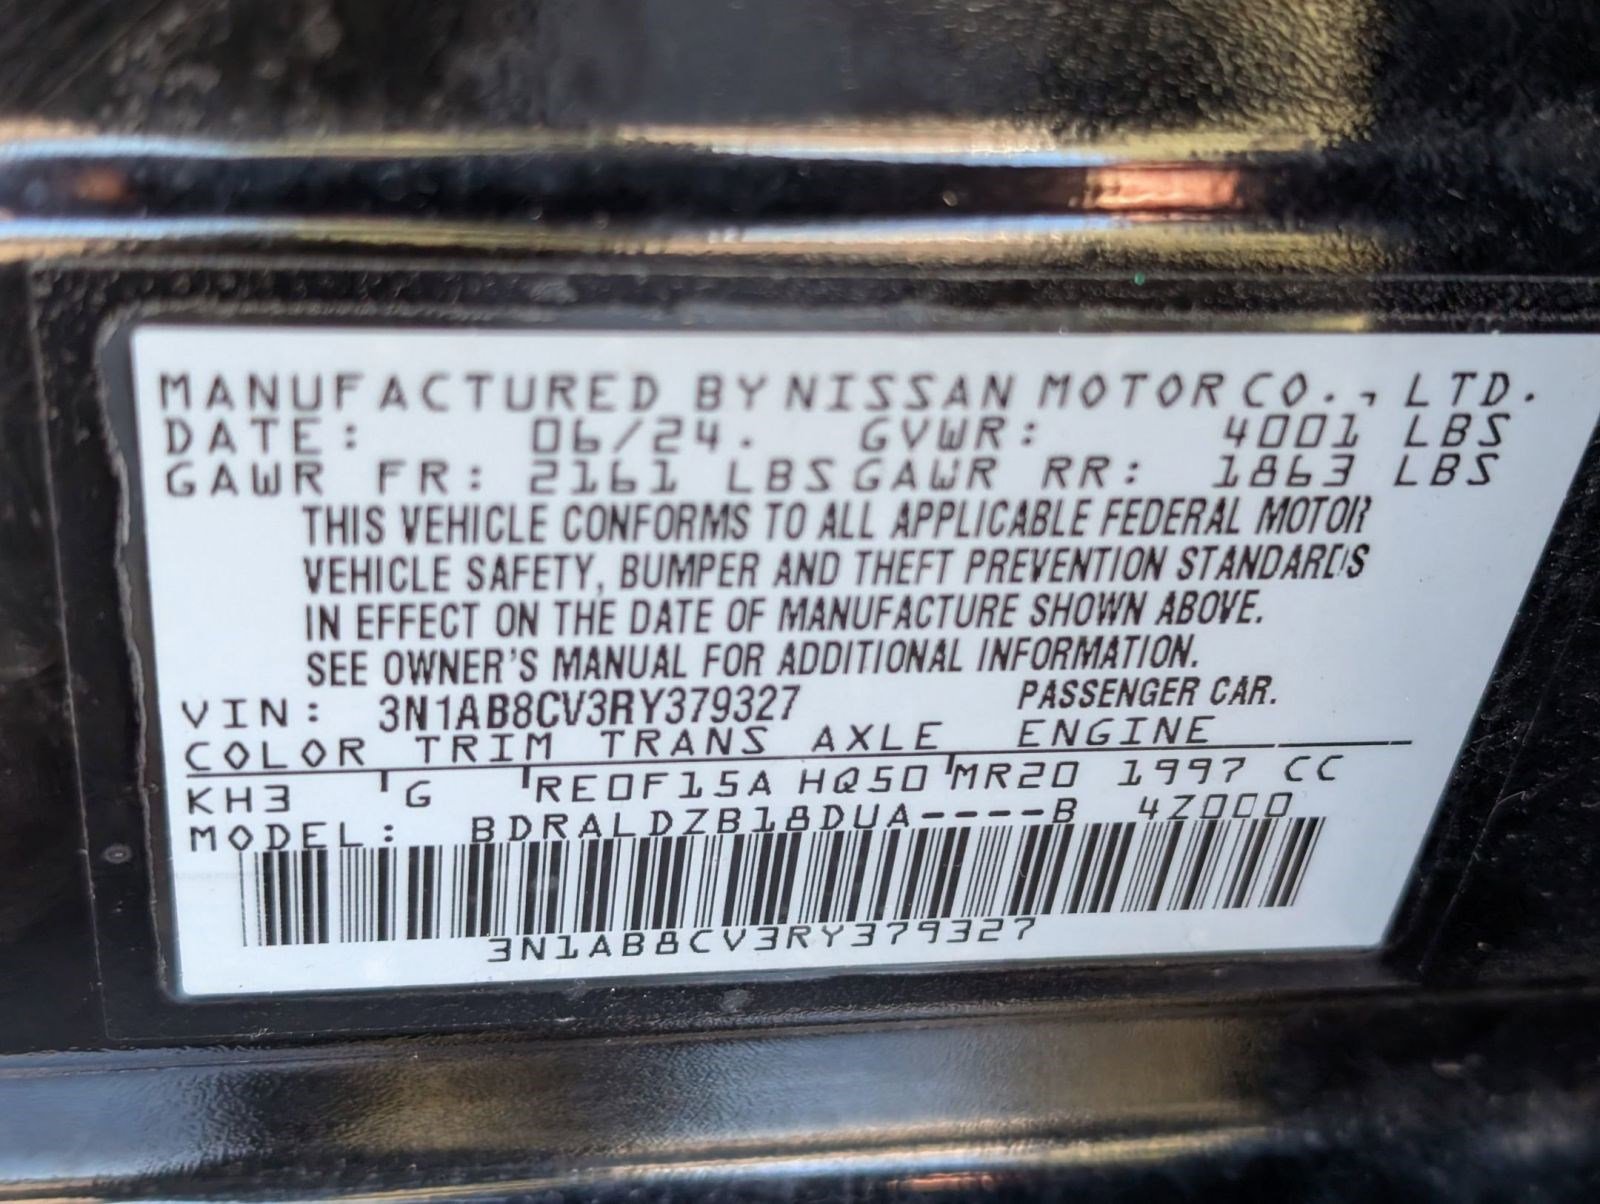 MANUFACTURED BY NISSAN MOTOR CO., LTD.
DATE: 06/24. GVWR: 4001 LBS
GAWR FR: 2161 LBS GAWR RR: 1863 LBS
THIS VEHICLE CONFORMS TO ALL APPLICABLE FEDERAL MOTOR
VEHICLE SAFETY, BUMPER AND THEFT PREVENTION STANDARDS
IN EFFECT ON THE DATE OF MANUFACTURE SHOWN ABOVE.
SEE OWNER'S MANUAL FOR ADDITIONAL INFORMATION.
VIN: 3N1AB8CV3RY379327 PASSENGER CAR.
COLOR TRIM TRANS AXLE ENGINE
KH3 G RE0F15A HQ50 MR20 1997 CC
MODEL: BDRALDZB18DUA----B 4Z000
3N1AB8CV3RY379327